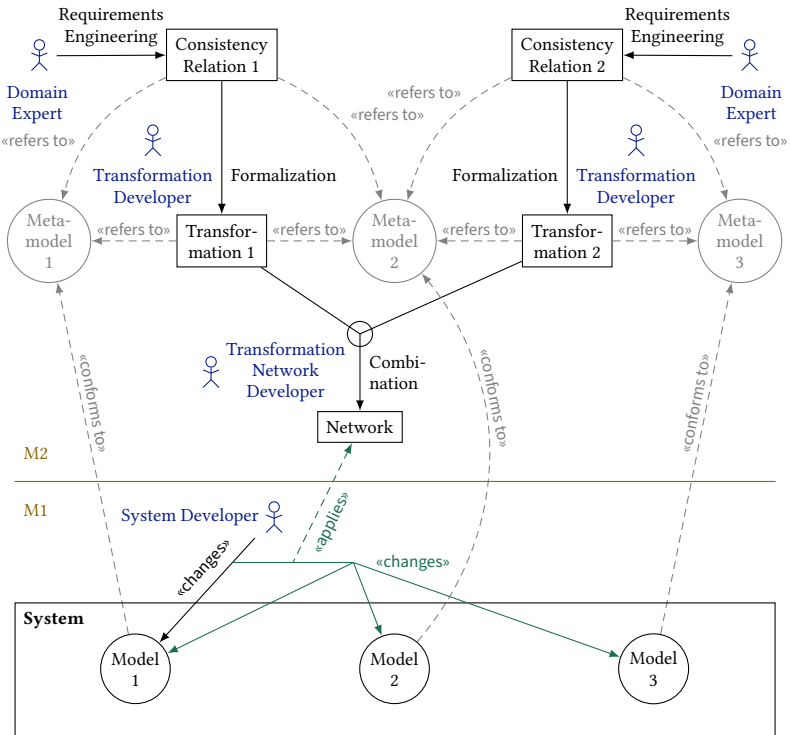 Requirements
Engineering
Consistency
Relation 1
Consistency
Relation 2
Requirements
Engineering
Domain
Expert
Domain
Expert
«refers to»
«refers to»
«refers to»
«refers to»
Transformation
Developer
Formalization
Formalization
Transformation
Developer
Meta-
model
1
«refers to»
Transfor-
mation 1
«refers to»
Meta-
model
2
«refers to»
Transfor-
mation 2
«refers to»
Meta-
model
3
Transformation
Network
Developer
Combi-
nation
Network
«conforms to»
«conforms to»
«conforms to»
M2
M1
System Developer
«applies»
«changes»
«changes»
System
Model
1
Model
2
Model
3